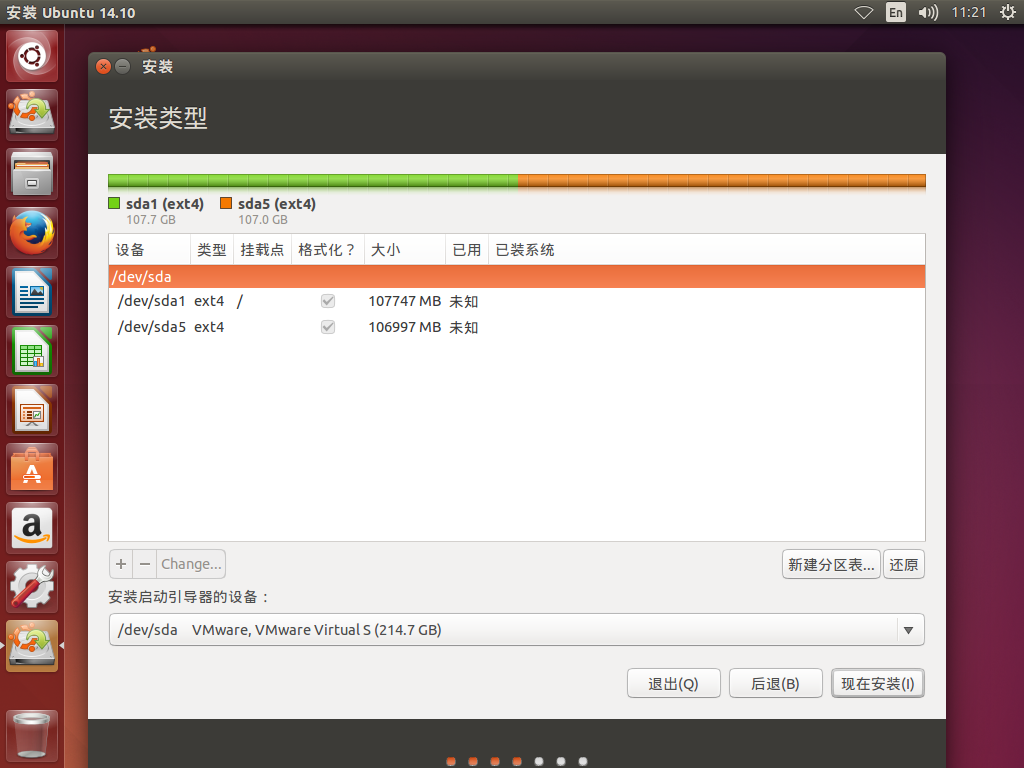 安装 Ubuntu 14.10 En 11:21
安装
安装类型
sda1 (ext4) sda5 (ext4)
107.7 GB 107.0 GB
设备 类型 挂载点 格式化？ 大小 已用 已装系统
/dev/sda
/dev/sda1 ext4 / 107747 MB 未知
/dev/sda5 ext4 106997 MB 未知
+ − Change... 新建分区表... 还原
安装启动引导器的设备：
/dev/sda VMware, VMware Virtual S (214.7 GB)
退出(Q) 后退(B) 现在安装(I)